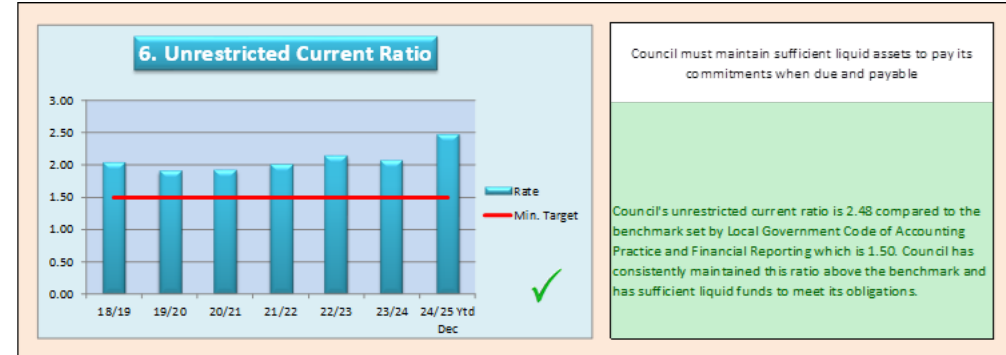 6. Unrestricted Current Ratio
3.00
2.50
2.00
1.50
1.00
0.50
0.00
18/19 19/20 20/21 21/22 22/23 23/24 24/25 Ytd
Dec
Rate
Min. Target
Council must maintain sufficient liquid assets to pay its
commitments when due and payable
Council's unrestricted current ratio is 2.48 compared to the
benchmark set by Local Government Code of Accounting
Practice and Financial Reporting which is 1.50. Council has
consistently maintained this ratio above the benchmark and
has sufficient liquid funds to meet its obligations.